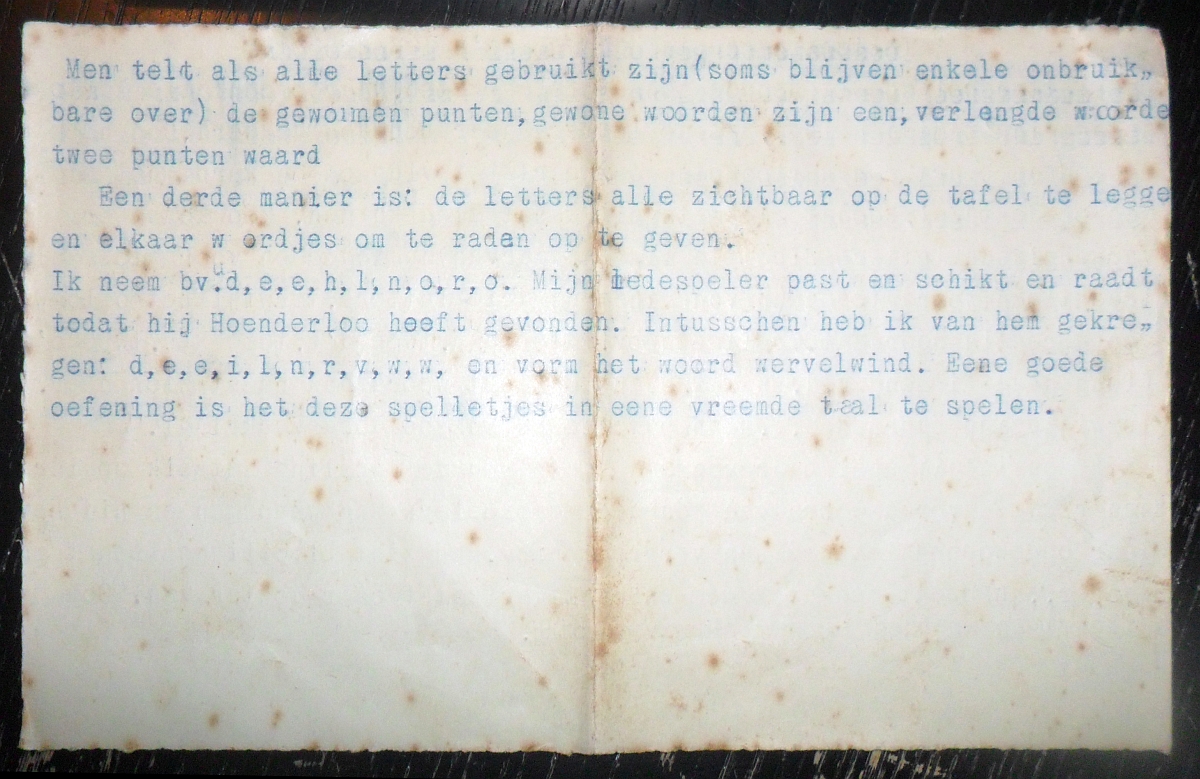 Men telt als alle letters gebruikt zijn(soms blijven enkele onbruik„
bare over) de gewonnen punten,gewone woorden zijn een,verlengde woorde
twee punten waard
Een derde manier is: de letters alle zichtbaar op de tafel te legge
en elkaar w ordjes om te raden op te geven.
Ik neem bv.d,e,e,h,l,n,o,r,o. Mijn medespeler past en schikt en raadt
todat hij Hoenderloo heeft gevonden. Intusschen heb ik van hem gekre„
gen: d,e,e,i,l,n,r,v,w,w, en vorm het woord wervelwind. Eene goede
oefening is het deze spelletjes in eene vreemde taal te spelen.